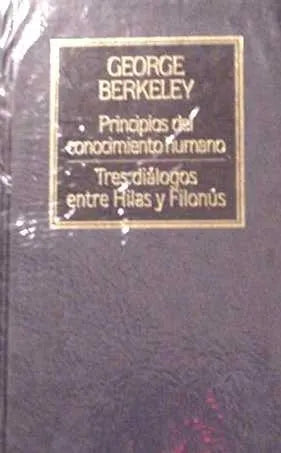 GEORGE
BERKELEY
Principios del
conocimiento humano
Tres diálogos
entre Hilas y Filonús